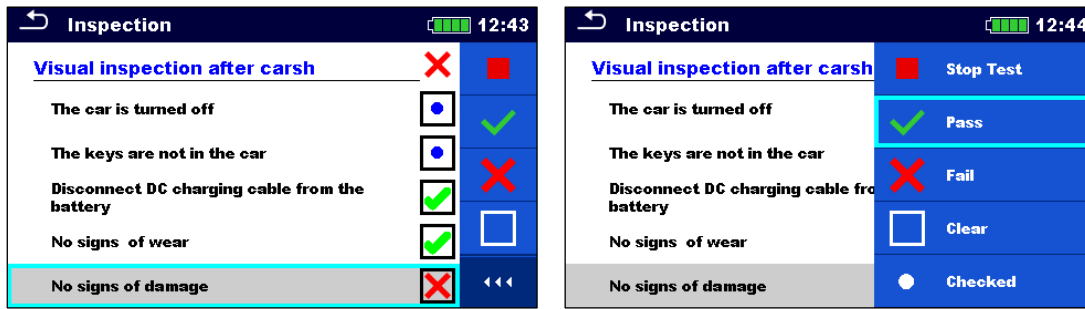 Inspection 12:43
Visual inspection after carsh
The car is turned off
The keys are not in the car
Disconnect DC charging cable from the
battery
No signs of wear
No signs of damage
Inspection 12:44
Visual inspection after carsh
The car is turned off
The keys are not in the car
Disconnect DC charging cable fro
battery
No signs of wear
No signs of damage
Stop Test
Pass
Fail
Clear
Checked